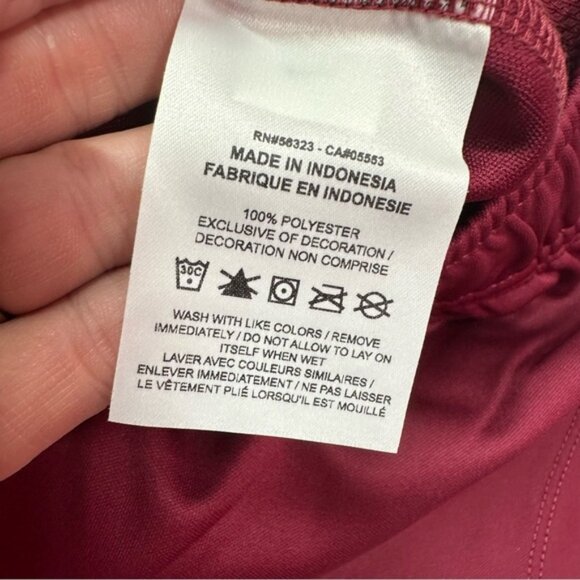 RN#56323 - CA#05553
MADE IN INDONESIA
FABRIQUE EN INDONESIE
100% POLYESTER
EXCLUSIVE OF DECORATION /
DECORATION NON COMPRISE
30C
WASH WITH LIKE COLORS / REMOVE
IMMEDIATELY / DO NOT ALLOW TO LAY ON
ITSELF WHEN WET
LAVER AVEC COULEURS SIMILAIRES /
ENLEVER IMMEDIATEMENT / NE PAS LAISSER
LE VÊTEMENT PLIÉ LORSQU'IL EST MOUILLÉ